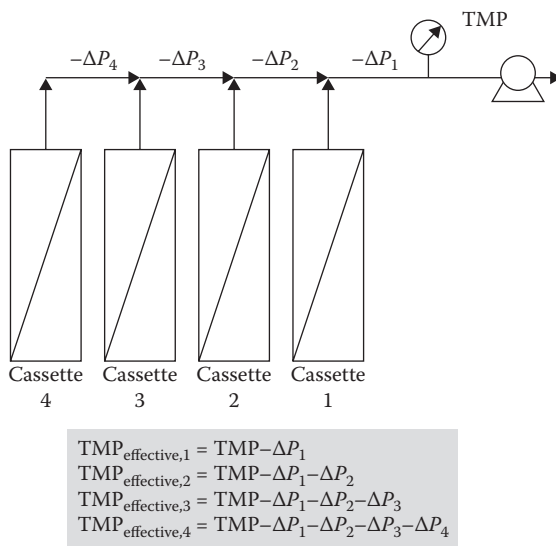 TMP
−ΔP₄ −ΔP₃ −ΔP₂ −ΔP₁
Cassette Cassette Cassette Cassette
4 3 2 1
TMPeffective,1 = TMP−ΔP₁
TMPeffective,2 = TMP−ΔP₁−ΔP₂
TMPeffective,3 = TMP−ΔP₁−ΔP₂−ΔP₃
TMPeffective,4 = TMP−ΔP₁−ΔP₂−ΔP₃−ΔP₄